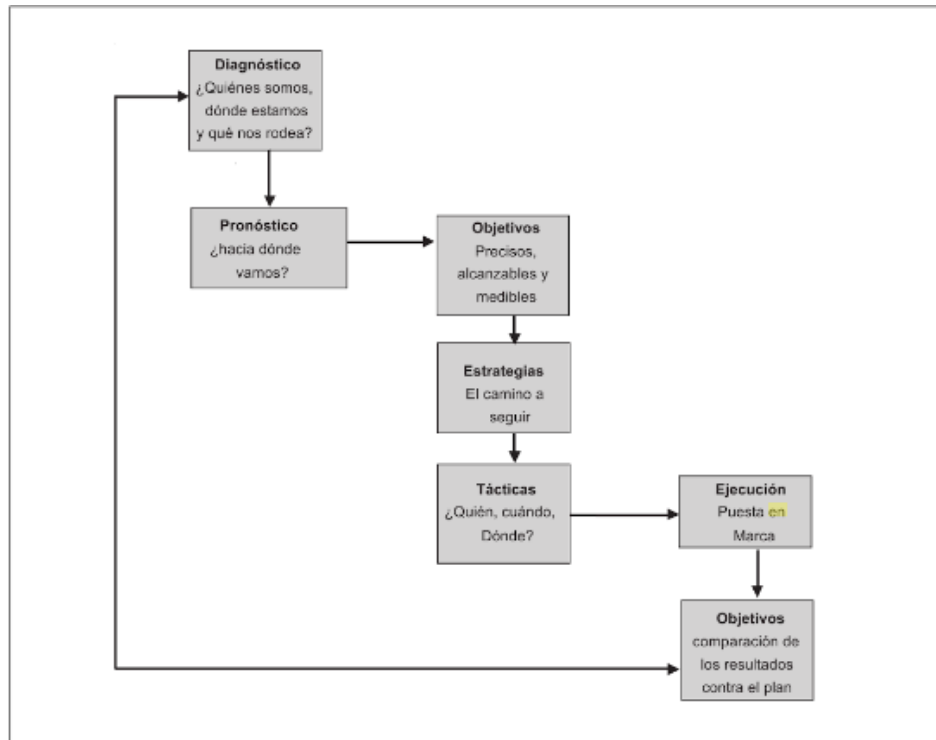 Diagnóstico
¿Quiénes somos,
dónde estamos
y qué nos rodea?
Pronóstico
¿hacia dónde
vamos?
Objetivos
Precisos,
alcanzables y
medibles
Estrategias
El camino a
seguir
Tácticas
¿Quién, cuándo,
Dónde?
Ejecución
Puesta en
Marca
Objetivos
comparación de
los resultados
contra el plan